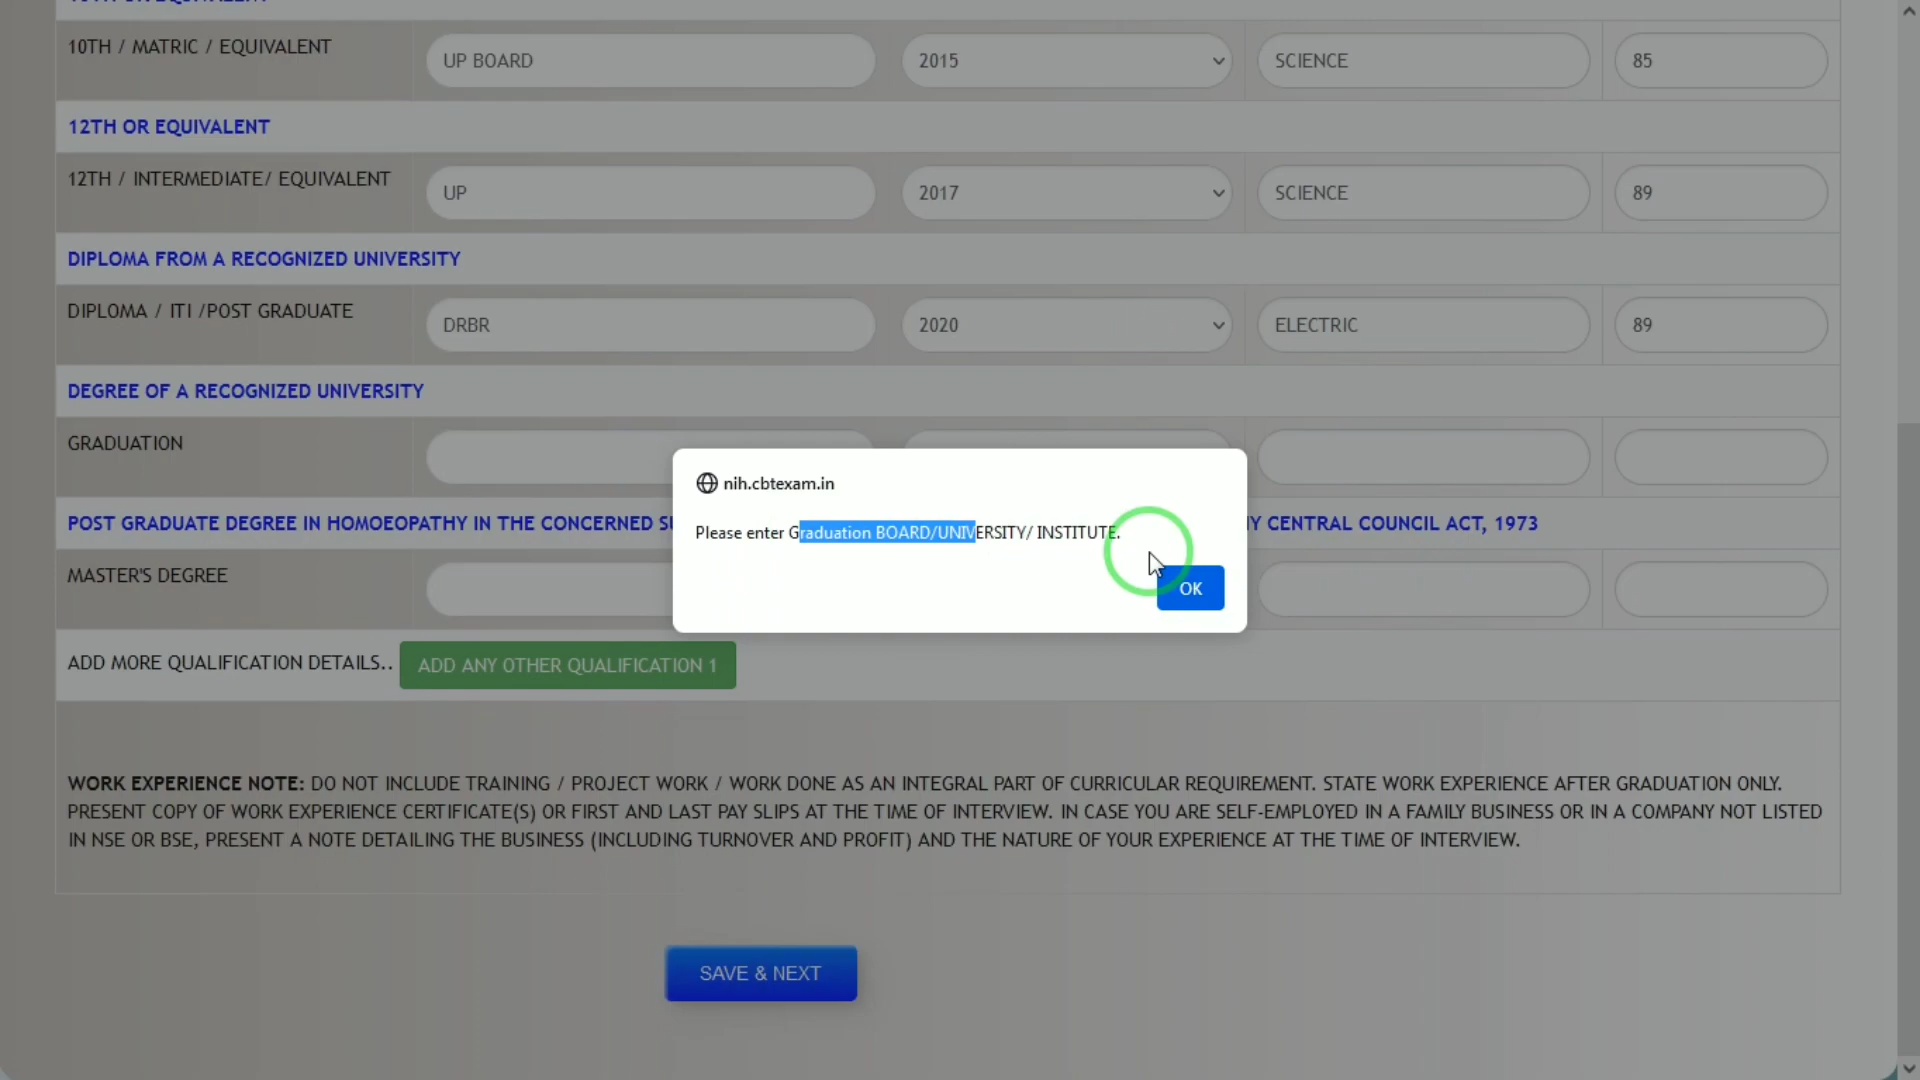 10TH / MATRIC / EQUIVALENT UP BOARD 2015 SCIENCE 85
12TH OR EQUIVALENT
12TH / INTERMEDIATE/ EQUIVALENT UP 2017 SCIENCE 89
DIPLOMA FROM A RECOGNIZED UNIVERSITY
DIPLOMA / ITI /POST GRADUATE DRBR 2020 ELECTRIC 89
DEGREE OF A RECOGNIZED UNIVERSITY
GRADUATION
nih.cbtexam.in
Please enter Graduation BOARD/UNIVERSITY/ INSTITUTE.
OK
POST GRADUATE DEGREE IN HOMOEOPATHY IN THE CONCERNED CENTRAL COUNCIL ACT, 1973
MASTER'S DEGREE
ADD MORE QUALIFICATION DETAILS.. ADD ANY OTHER QUALIFICATION 1
WORK EXPERIENCE NOTE: DO NOT INCLUDE TRAINING / PROJECT WORK / WORK DONE AS AN INTEGRAL PART OF CURRICULAR REQUIREMENT. STATE WORK EXPERIENCE AFTER GRADUATION ONLY.
PRESENT COPY OF WORK EXPERIENCE CERTIFICATE(S) OR FIRST AND LAST PAY SLIPS AT THE TIME OF INTERVIEW. IN CASE YOU ARE SELF-EMPLOYED IN A FAMILY BUSINESS OR IN A COMPANY NOT LISTED
IN NSE OR BSE, PRESENT A NOTE DETAILING THE BUSINESS (INCLUDING TURNOVER AND PROFIT) AND THE NATURE OF YOUR EXPERIENCE AT THE TIME OF INTERVIEW.
SAVE & NEXT